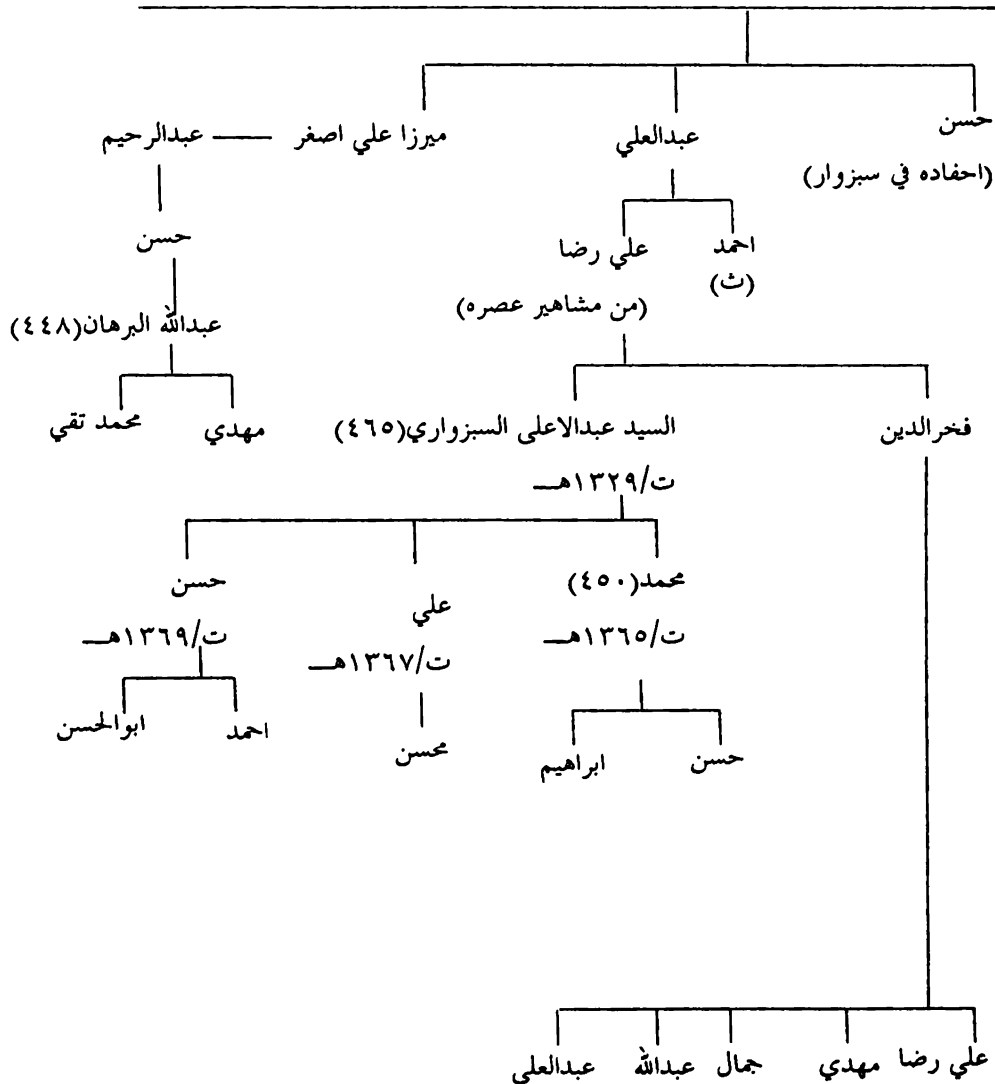 حسن
(احفاده في سبزوار)
عبدالعلي
ميرزا علي اصغر
عبدالرحيم
احمد
(ث)
علي رضا
(من مشاهير عصره)
حسن
عبدالله البرهان(٤٤٨)
مهدي
محمد تقي
فخرالدين
السيد عبدالاعلى السبزواري(٤٦٥)
ت/١٣٢٩هـ
محمد(٤٥٠)
ت/١٣٦٥هـ
علي
ت/١٣٦٧هـ
حسن
ت/١٣٦٩هـ
حسن
ابراهيم
محسن
احمد
ابوالحسن
علي رضا
مهدي
جمال
عبدالله
عبدالعلي